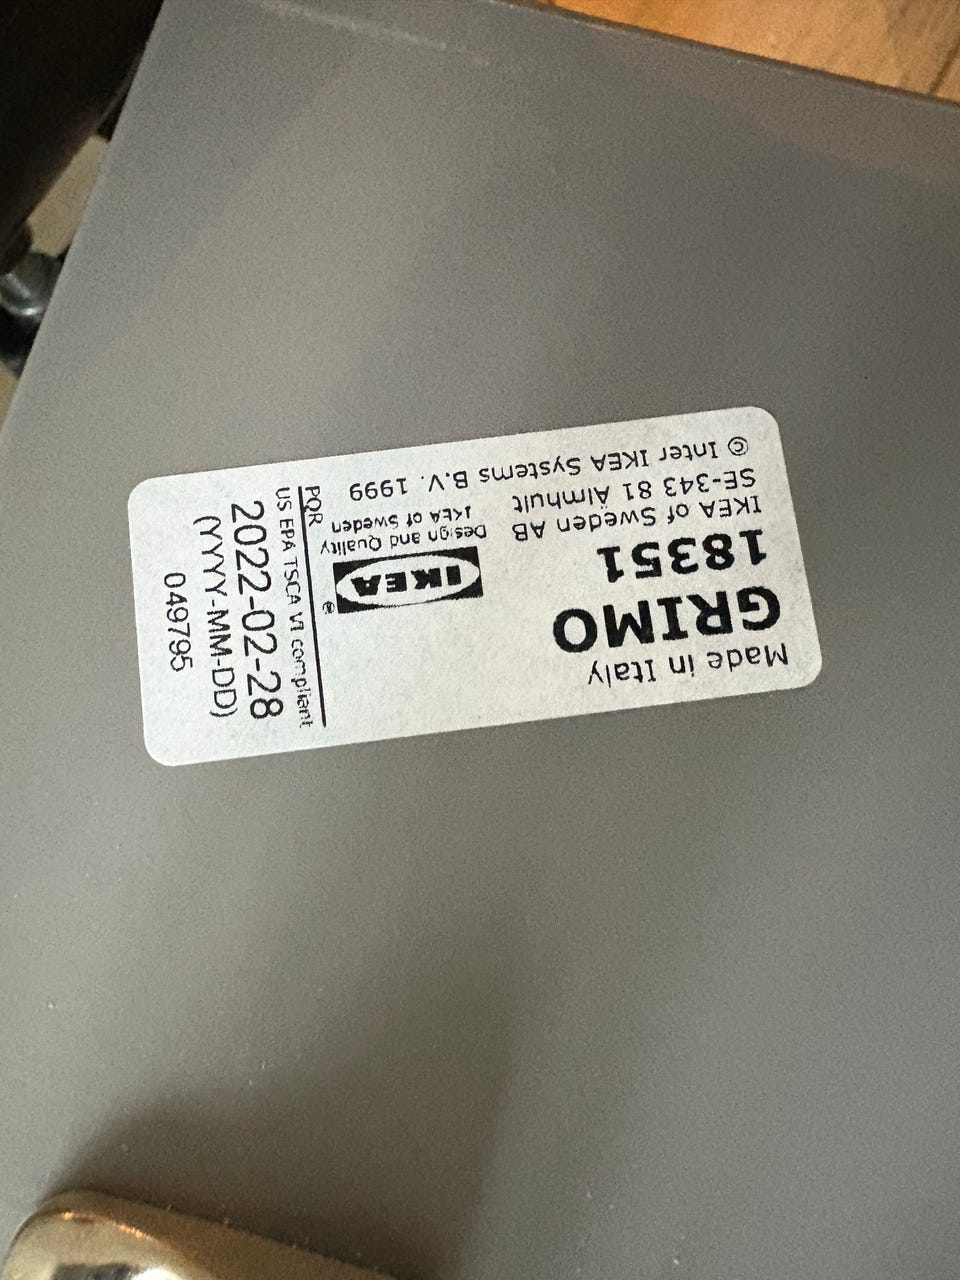 Made in Italy
GRIMO
18351
IKEA of Sweden AB
SE-343 81 Älmhult
© Inter IKEA Systems B.V. 1999
IKEA®
Design and Quality
IKEA of Sweden
PQR
US EPA TSCA VI compliant
2022-02-28
(YYYY-MM-DD)
049795